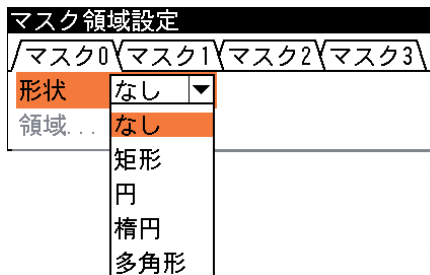 マスク領域設定
マスク0 マスク1 マスク2 マスク3
形状 なし
領域... なし
矩形
円
楕円
多角形